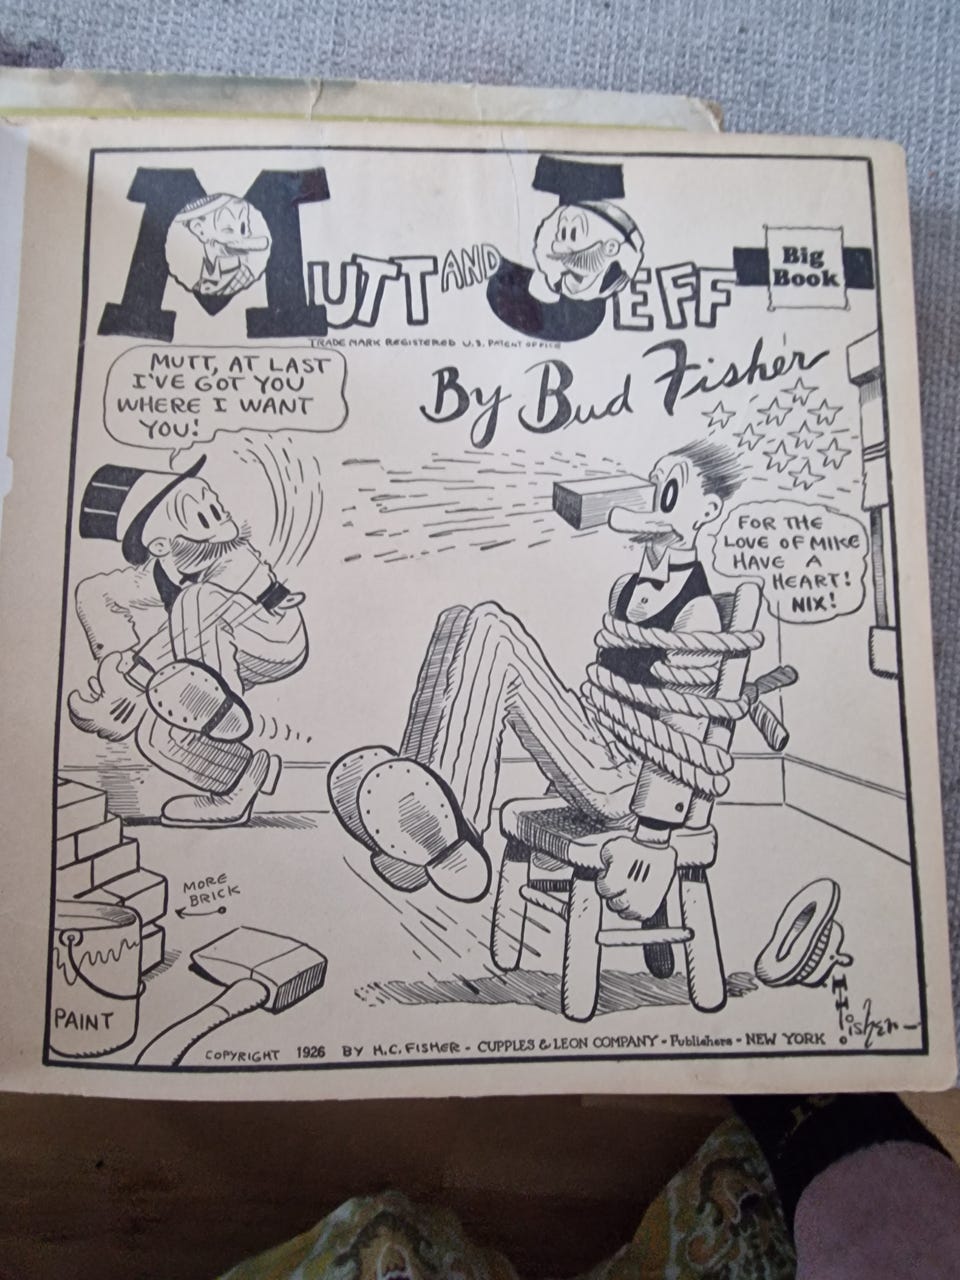 MUTT AND JEFF
Big
Book
TRADE MARK REGISTERED U.S. PATENT OFFICE
By Bud Fisher
MUTT, AT LAST
I'VE GOT YOU
WHERE I WANT
YOU!
FOR THE
LOVE OF MIKE
HAVE A
HEART!
NIX!
MORE
BRICK
PAINT
COPYRIGHT 1926 BY H.C. FISHER - CUPPLES & LEON COMPANY - Publishers - NEW YORK